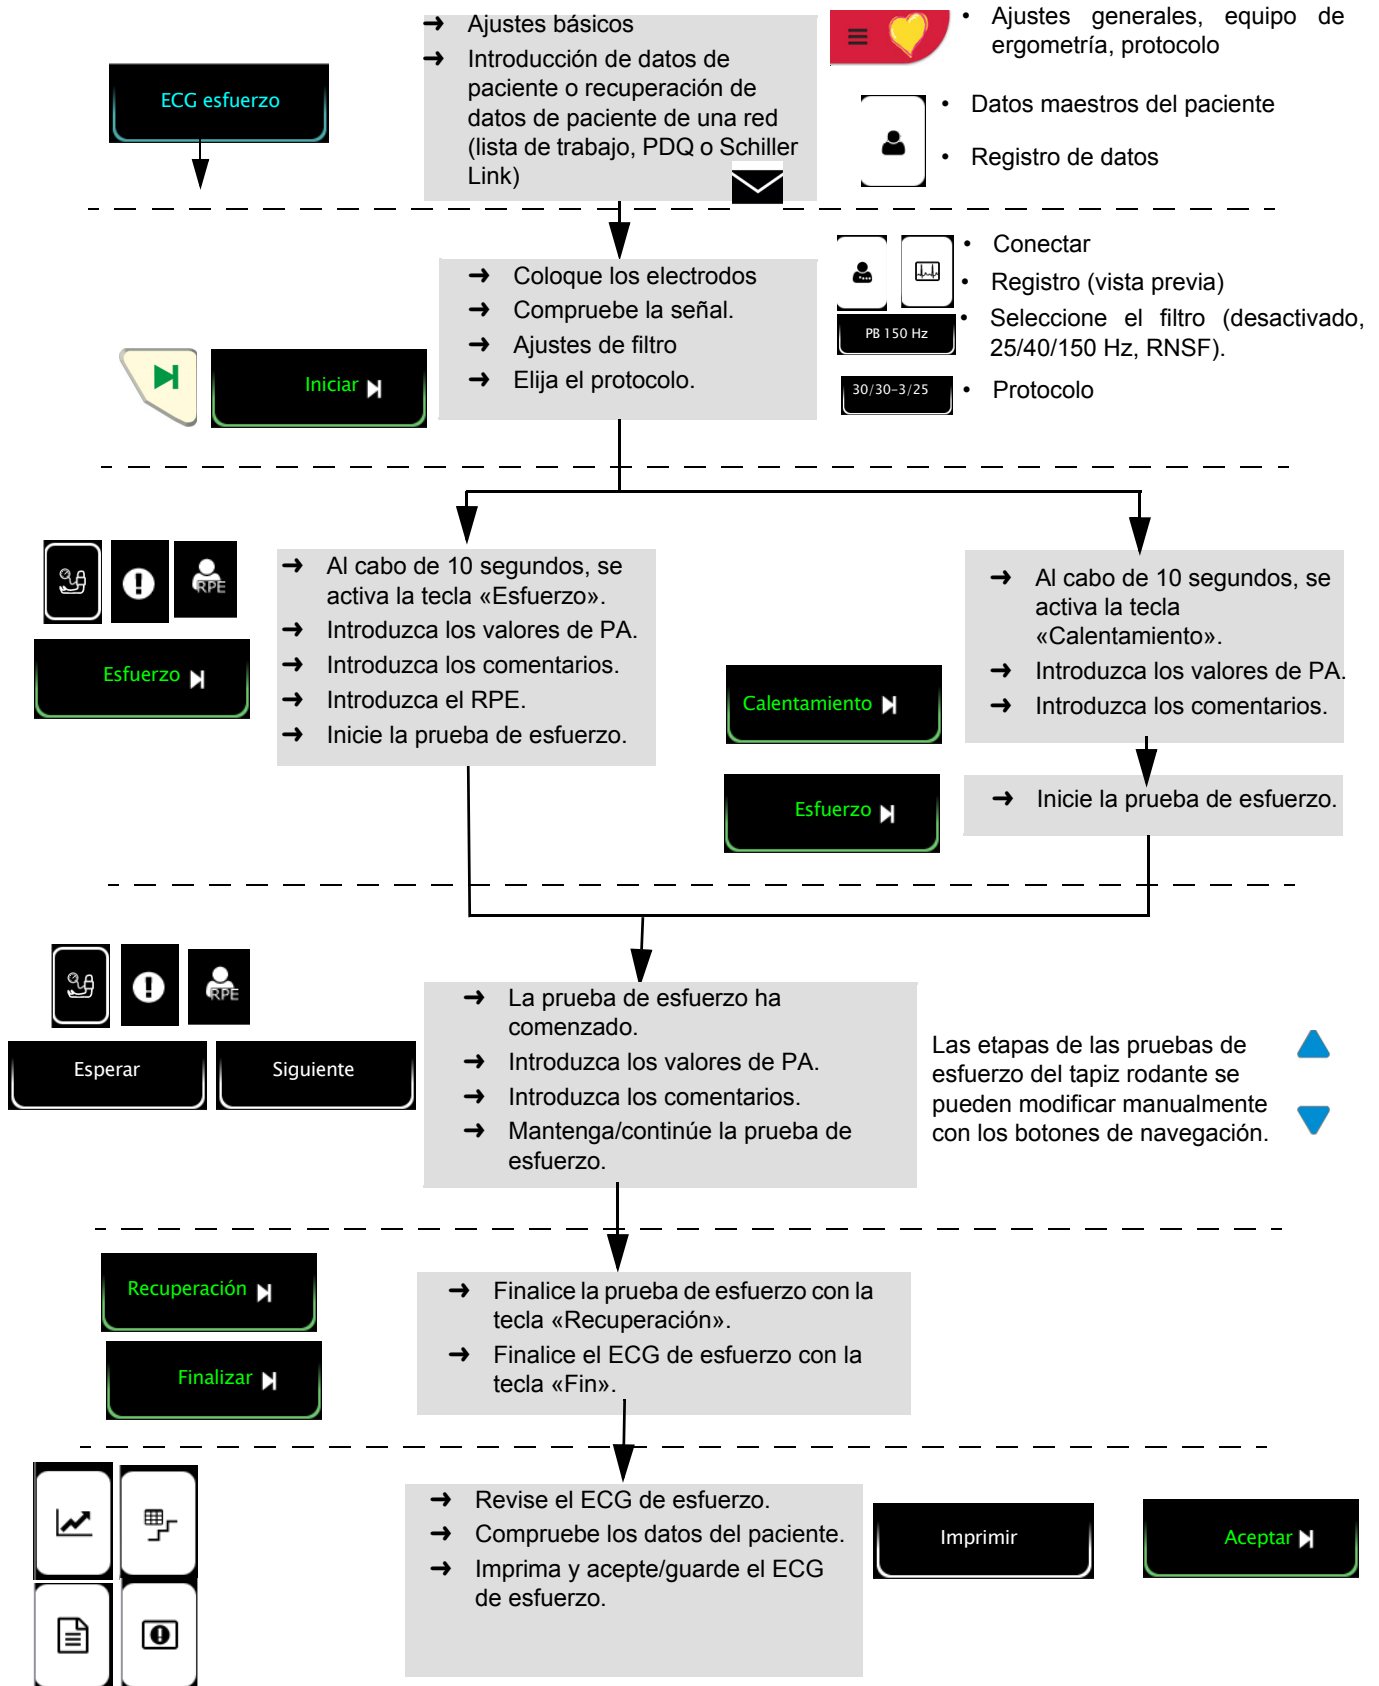 ➜ Ajustes básicos
➜ Introducción de datos de
paciente o recuperación de
datos de paciente de una red
(lista de trabajo, PDQ o Schiller
Link)
ECG esfuerzo
• Ajustes generales, equipo de
ergometría, protocolo
• Datos maestros del paciente
• Registro de datos
➜ Coloque los electrodos
➜ Compruebe la señal.
➜ Ajustes de filtro
➜ Elija el protocolo.
Iniciar
• Conectar
• Registro (vista previa)
PB 150 Hz
• Seleccione el filtro (desactivado,
25/40/150 Hz, RNSF).
30/30-3/25
• Protocolo
RPE
Esfuerzo
➜ Al cabo de 10 segundos, se
activa la tecla «Esfuerzo».
➜ Introduzca los valores de PA.
➜ Introduzca los comentarios.
➜ Introduzca el RPE.
➜ Inicie la prueba de esfuerzo.
Calentamiento
➜ Al cabo de 10 segundos, se
activa la tecla
«Calentamiento».
➜ Introduzca los valores de PA.
➜ Introduzca los comentarios.
Esfuerzo
➜ Inicie la prueba de esfuerzo.
RPE
Esperar
Siguiente
➜ La prueba de esfuerzo ha
comenzado.
➜ Introduzca los valores de PA.
➜ Introduzca los comentarios.
➜ Mantenga/continúe la prueba de
esfuerzo.
Las etapas de las pruebas de
esfuerzo del tapiz rodante se
pueden modificar manualmente
con los botones de navegación.
Recuperación
Finalizar
➜ Finalice la prueba de esfuerzo con la
tecla «Recuperación».
➜ Finalice el ECG de esfuerzo con la
tecla «Fin».
➜ Revise el ECG de esfuerzo.
➜ Compruebe los datos del paciente.
➜ Imprima y acepte/guarde el ECG
de esfuerzo.
Imprimir
Aceptar